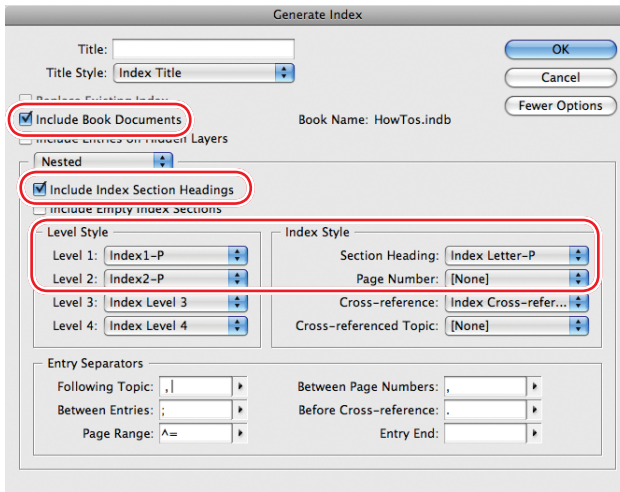 Generate Index
Title:
OK
Title Style: Index Title
Cancel
Replace Existing Index
Fewer Options
Include Book Documents Book Name: HowTos.indb
Include Entries on Hidden Layers
Nested
Include Index Section Headings
Include Empty Index Sections
Level Style Index Style
Level 1: Index1-P Section Heading: Index Letter-P
Level 2: Index2-P Page Number: [None]
Level 3: Index Level 3 Cross-reference: Index Cross-refer...
Level 4: Index Level 4 Cross-referenced Topic: [None]
Entry Separators
Following Topic: , Between Page Numbers: ,
Between Entries: ; Before Cross-reference: .
Page Range: ^= Entry End: